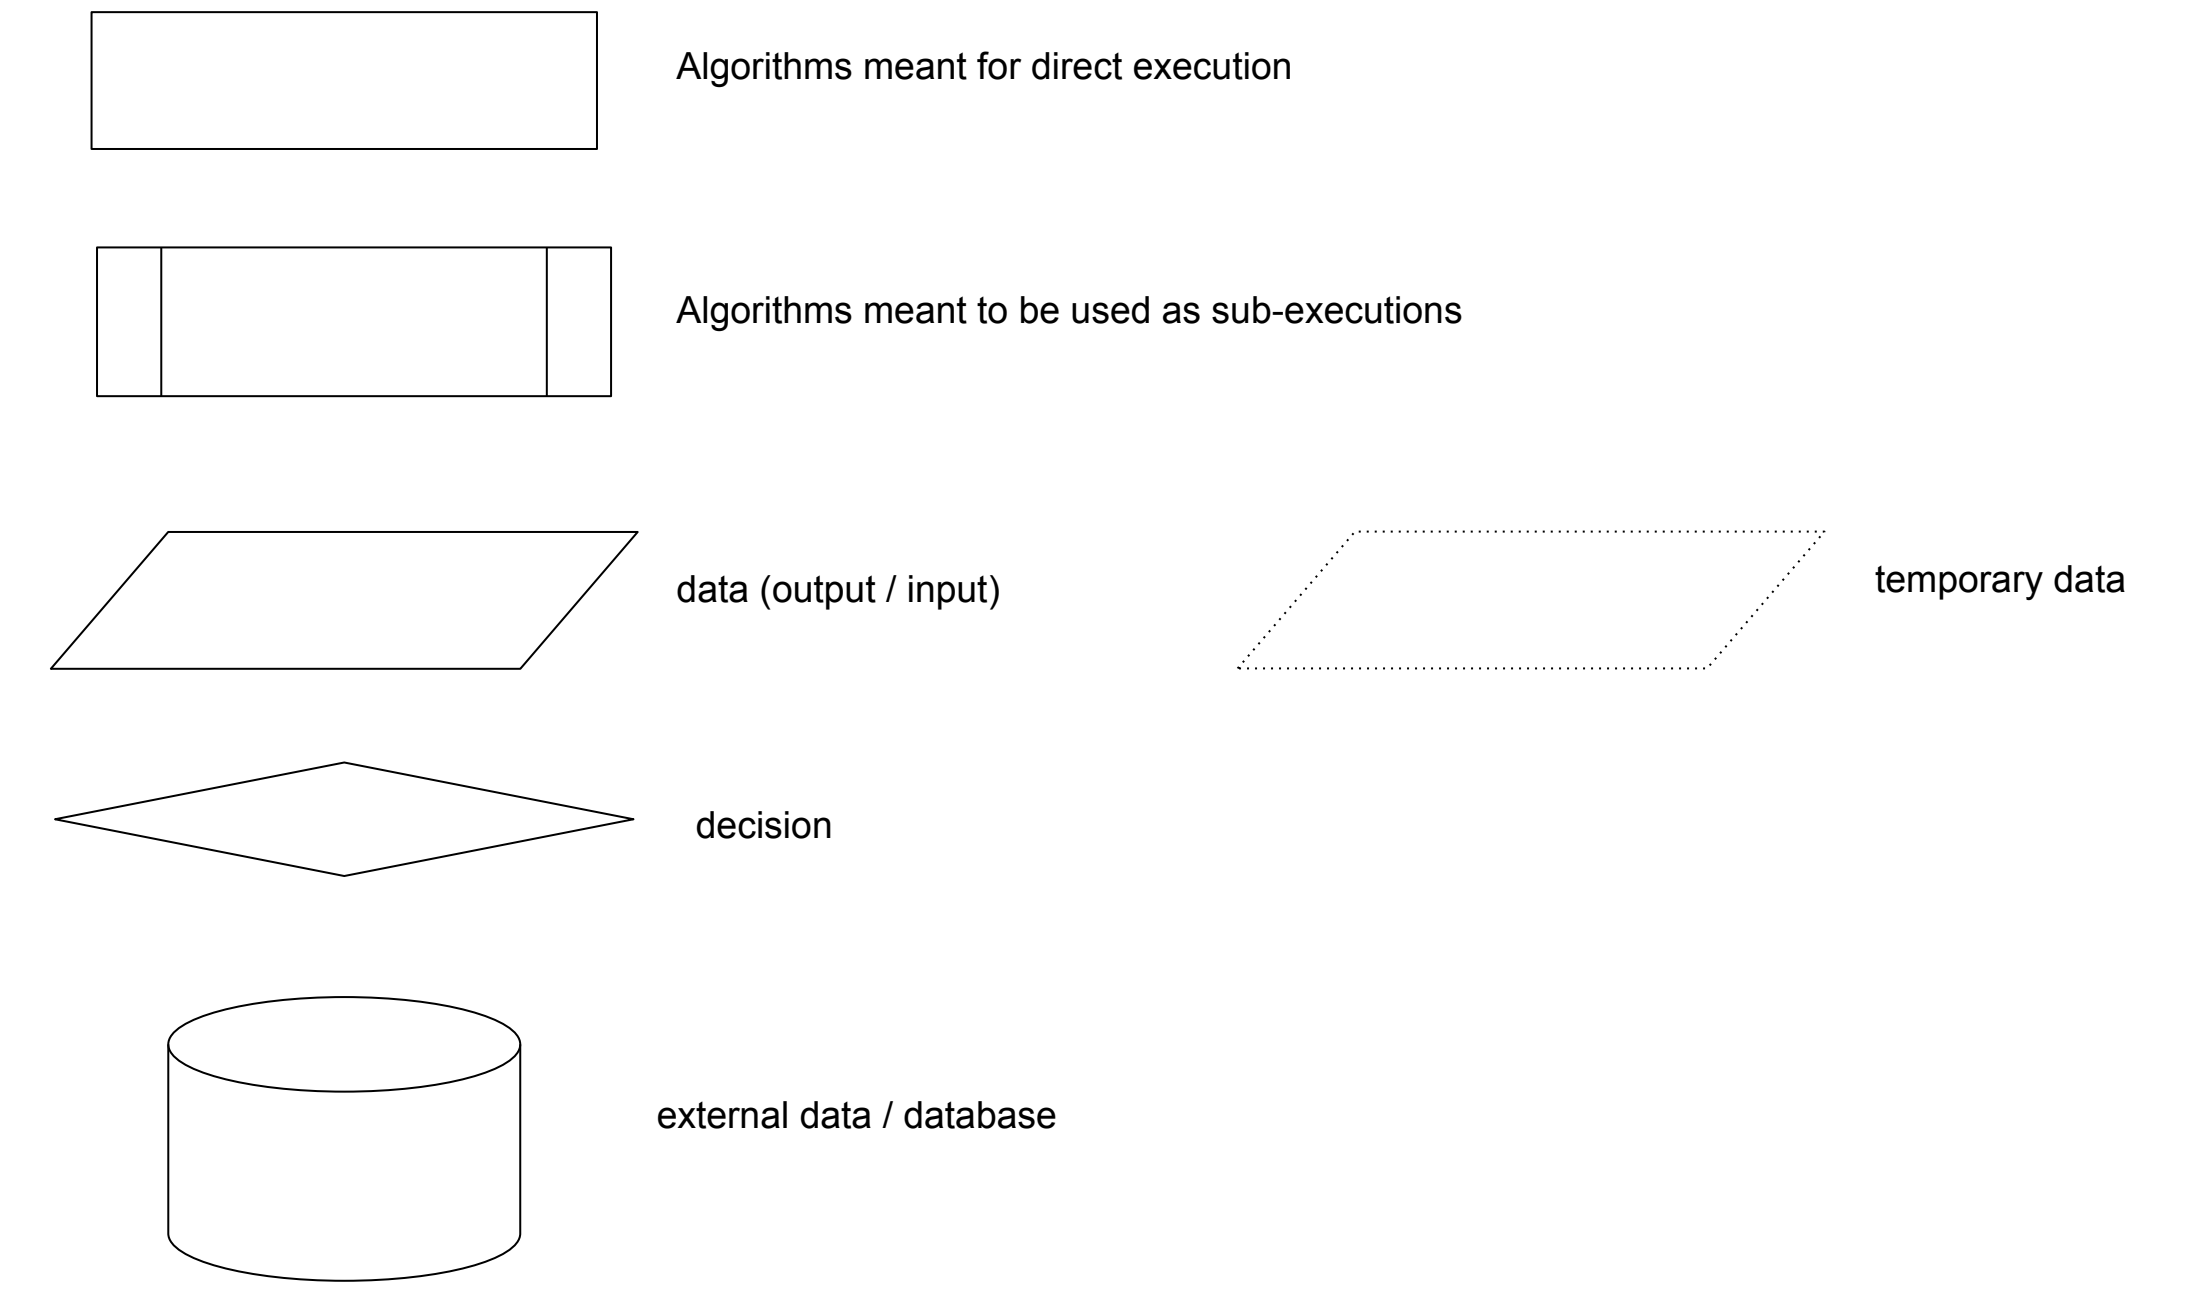 Algorithms meant for direct execution
Algorithms meant to be used as sub-executions
data (output / input)
temporary data
decision
external data / database